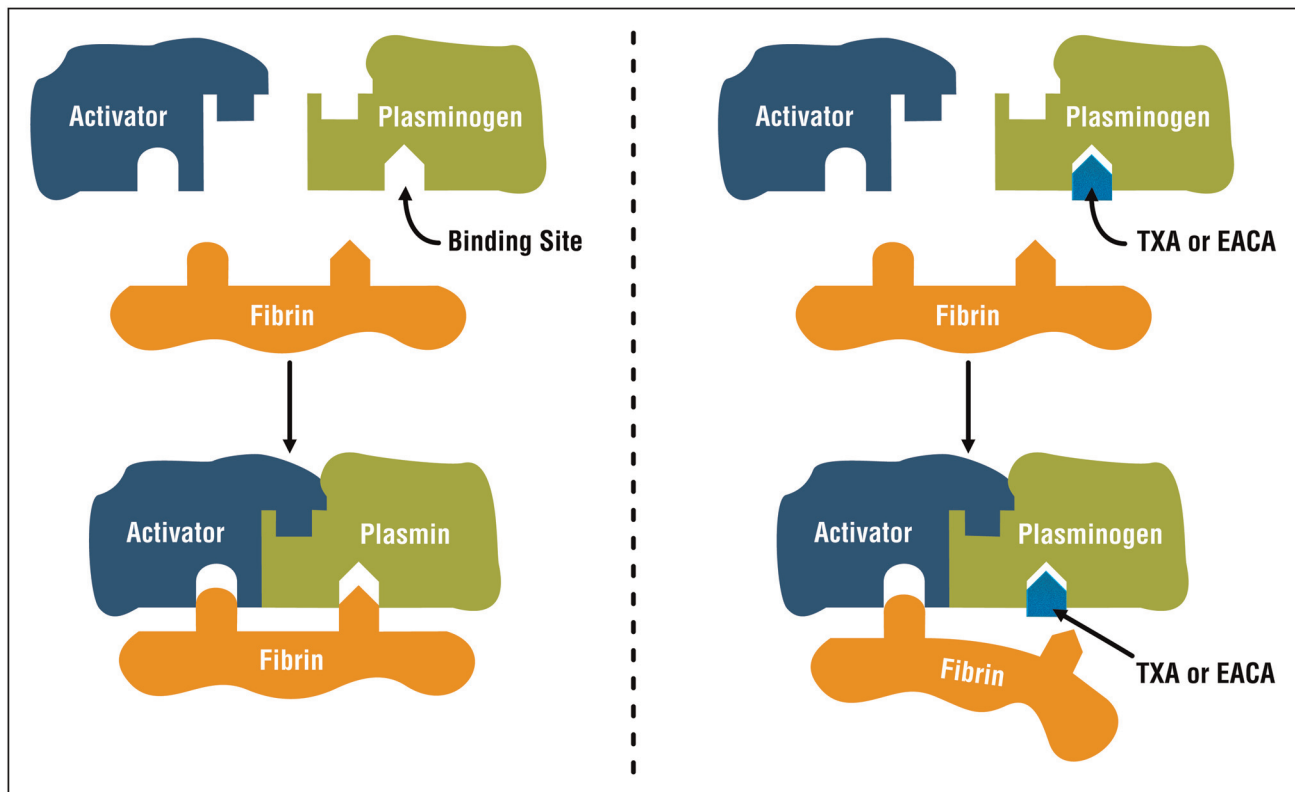 Activator
Plasminogen
Binding Site
Fibrin
Activator
Plasmin
Fibrin
Activator
Plasminogen
TXA or EACA
Fibrin
Activator
Plasminogen
Fibrin
TXA or EACA